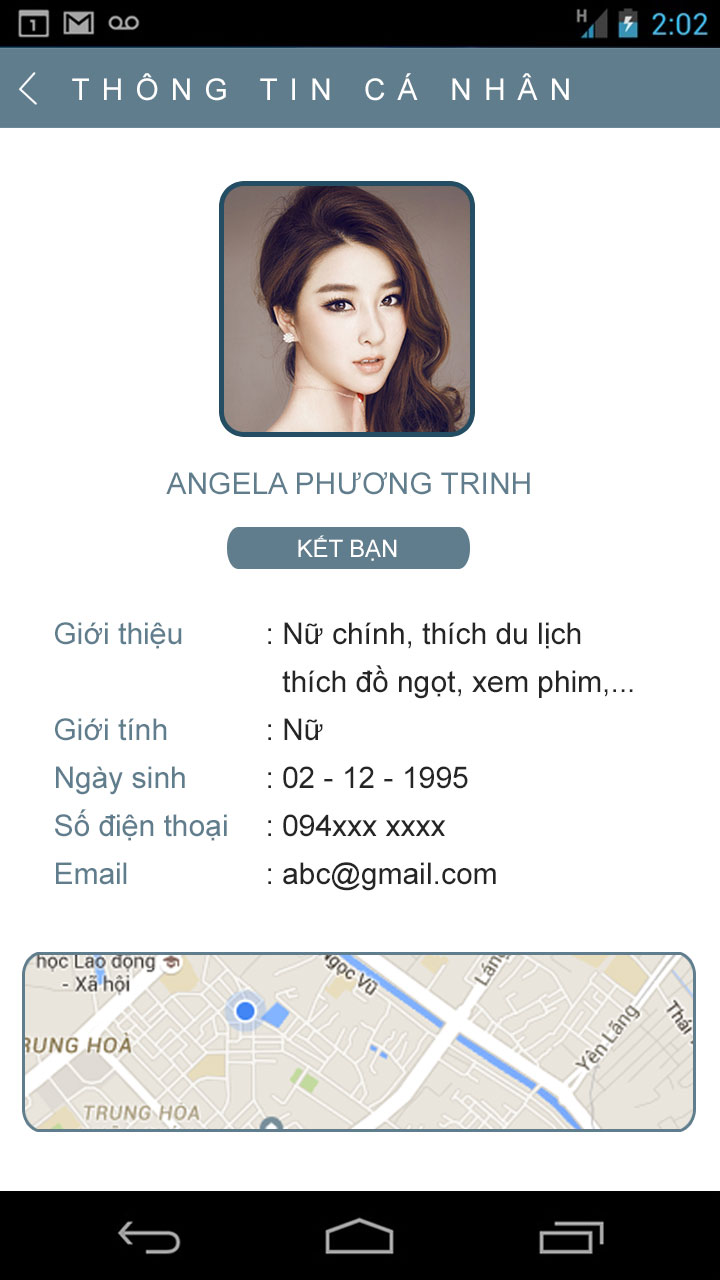 1
H
2:02
THÔNG TIN CÁ NHÂN
ANGELA PHƯƠNG TRINH
KẾT BẠN
Giới thiệu : Nữ chính, thích du lịch
thích đồ ngọt, xem phim,...
Giới tính : Nữ
Ngày sinh : 02 - 12 - 1995
Số điện thoại : 094xxx xxxx
Email : abc@gmail.com
học Lao động
- Xã hội
Ngọc Vũ
Láng
Yên Lãng
Thái
RUNG HOÀ
TRUNG HÒA